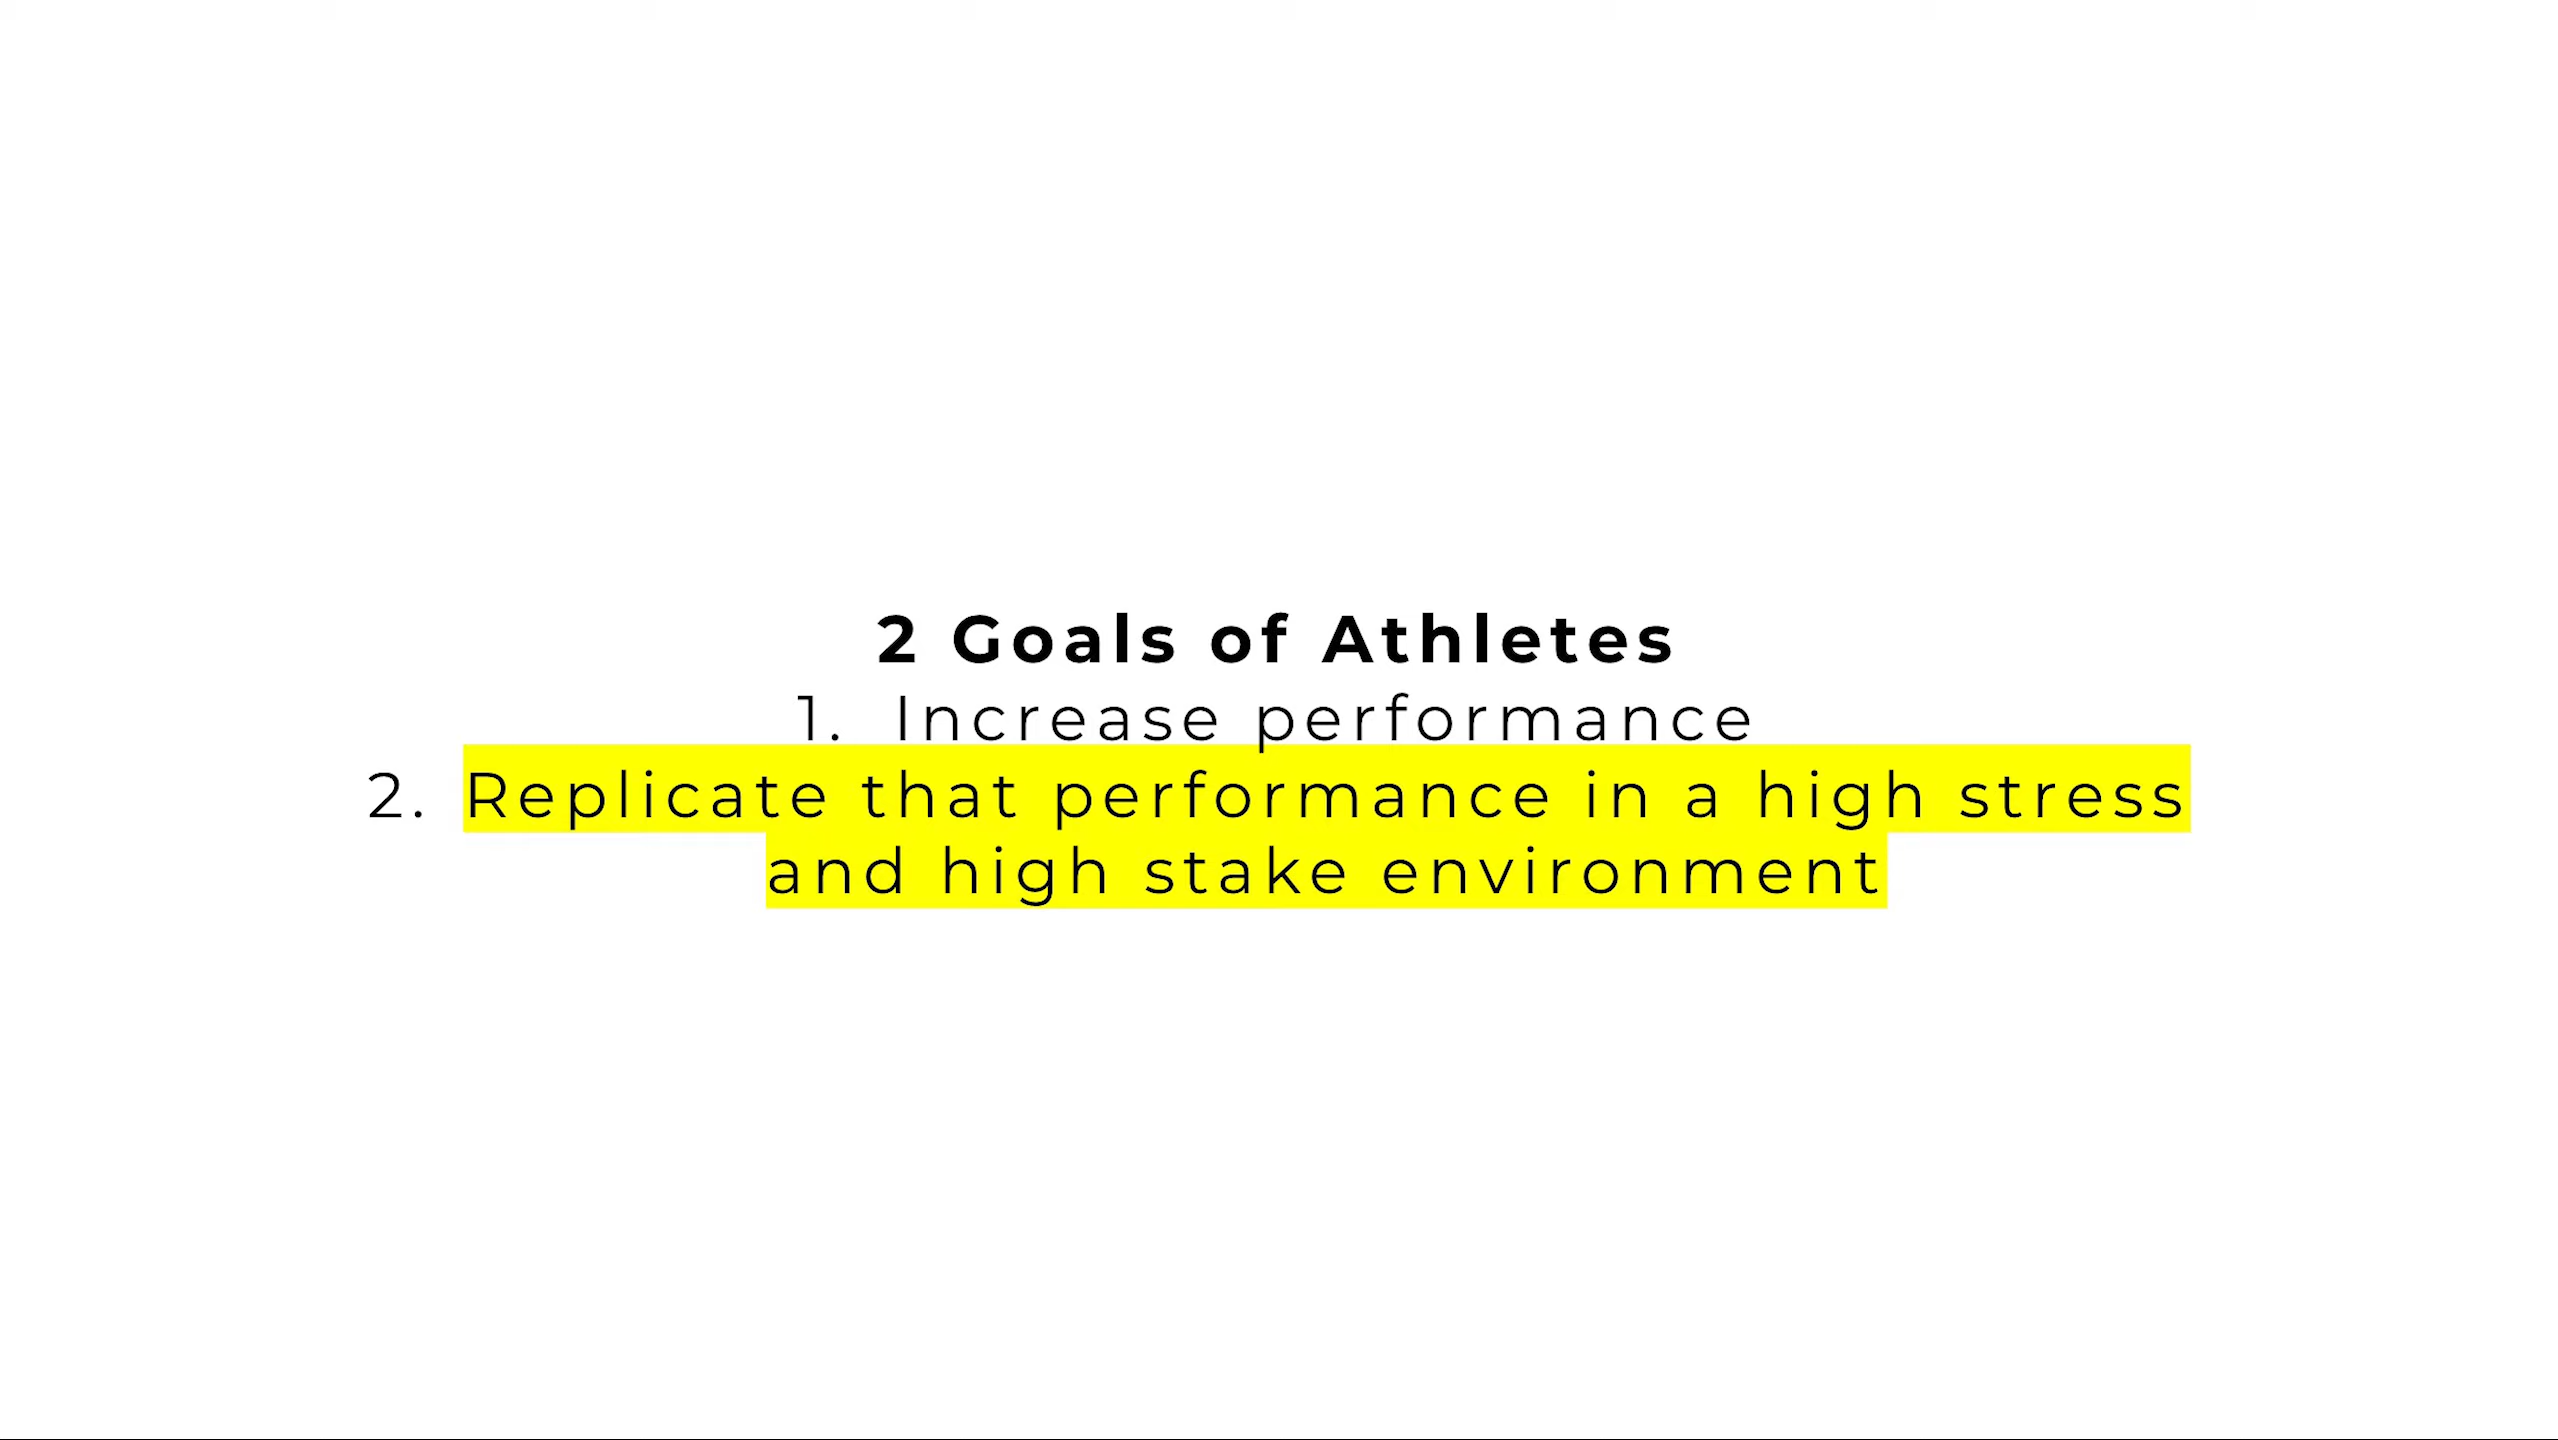 2 Goals of Athletes
1. Increase performance
2. Replicate that performance in a high stress
and high stake environment